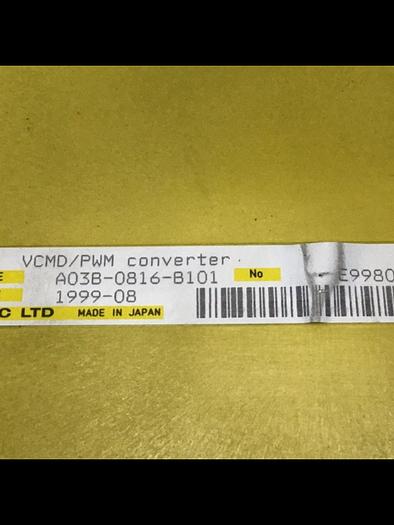 VCMD/PWM converter
E A03B-0816-B101 No E9980
1999-08
C LTD MADE IN JAPAN